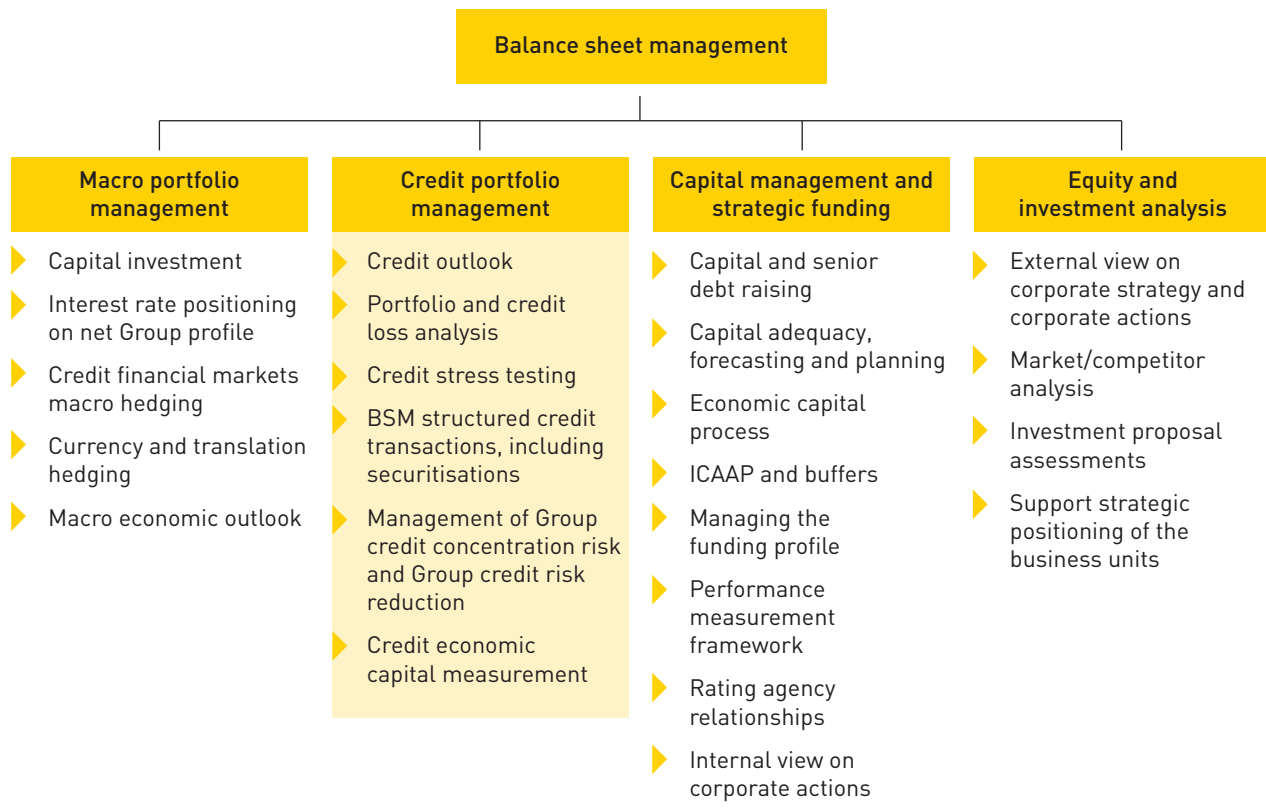 Balance sheet management
Macro portfolio
management
Capital investment
Interest rate positioning
on net Group profile
Credit financial markets
macro hedging
Currency and translation
hedging
Macro economic outlook
Credit portfolio
management
Credit outlook
Portfolio and credit
loss analysis
Credit stress testing
BSM structured credit
transactions, including
securitisations
Management of Group
credit concentration risk
and Group credit risk
reduction
Credit economic
capital measurement
Capital management and
strategic funding
Capital and senior
debt raising
Capital adequacy,
forecasting and planning
Economic capital
process
ICAAP and buffers
Managing the
funding profile
Performance
measurement
framework
Rating agency
relationships
Internal view on
corporate actions
Equity and
investment analysis
External view on
corporate strategy and
corporate actions
Market/competitor
analysis
Investment proposal
assessments
Support strategic
positioning of the
business units